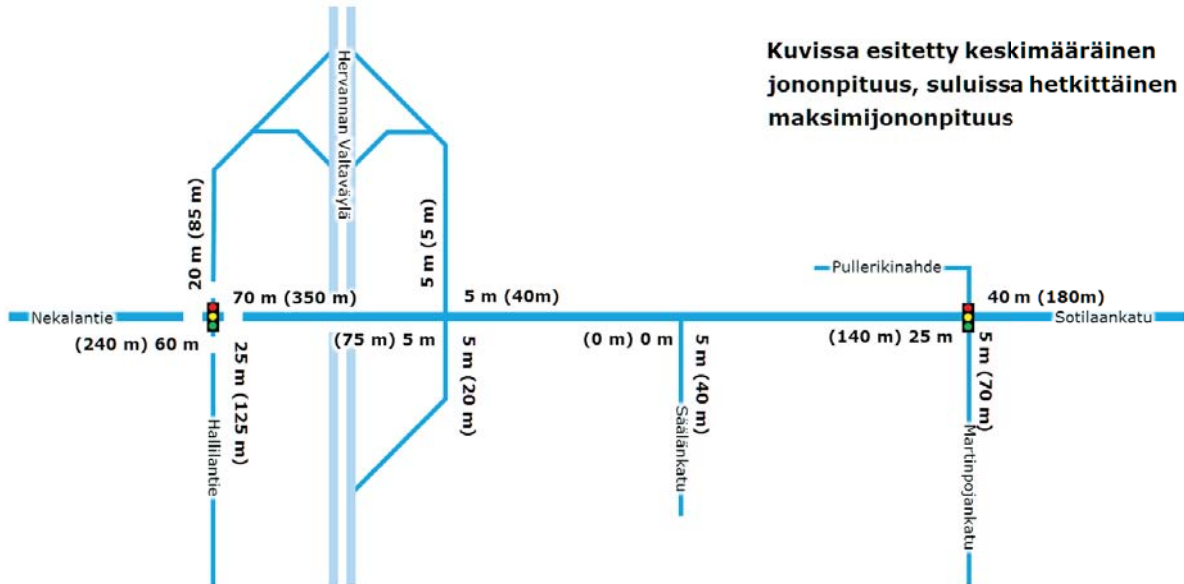 Kuvissa esitetty keskimääräinen
jononpituus, suluissa hetkittäinen
maksimijononpituus
Hervannan Valtaväylä
20 m (85 m)
5 m (5 m)
Pullerikinahde
70 m (350 m)
5 m (40m)
40 m (180m)
Nekalantie
Sotilaankatu
(240 m) 60 m
(75 m) 5 m
(0 m) 0 m
(140 m) 25 m
25 m (125 m)
5 m (20 m)
5 m (40 m)
5 m (70 m)
Hallilantie
Säälänkatu
Martinpojankatu